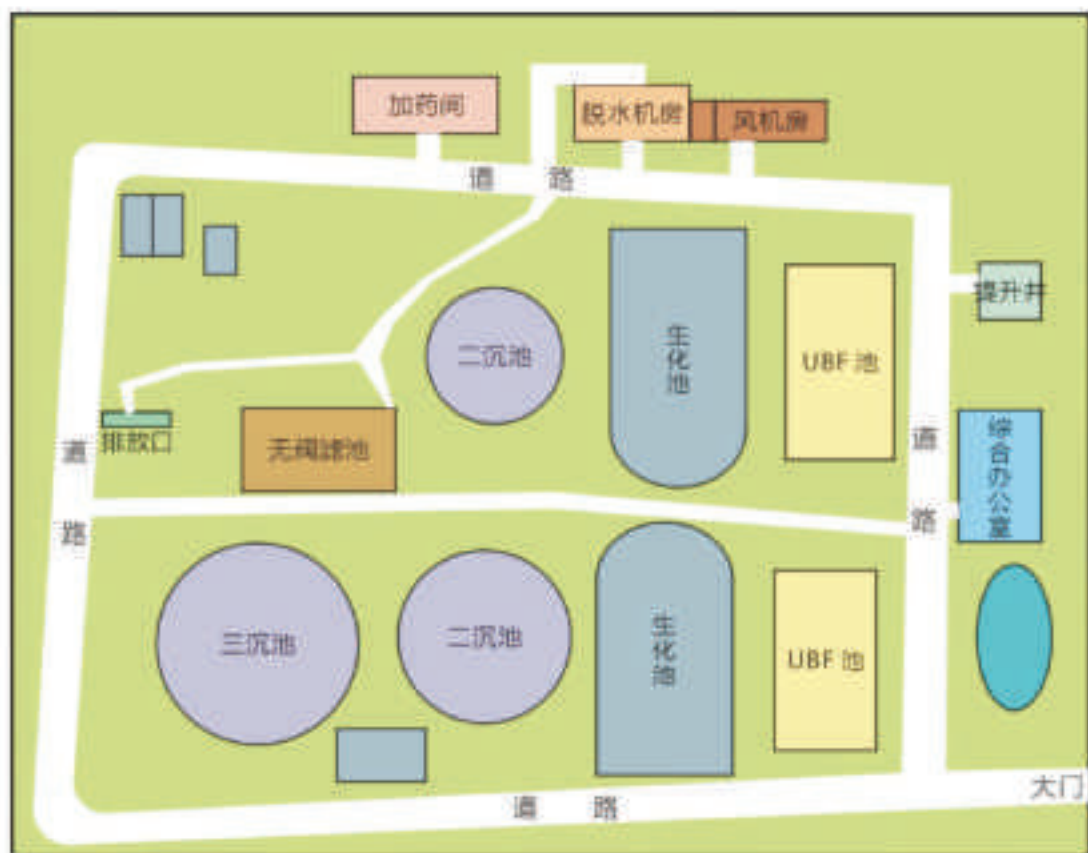 加药间
脱水机房
风机房
道路
提升井
二沉池
生化池
UBF 池
排放口
无阀滤池
道路
道路
综合办公室
三沉池
二沉池
生化池
UBF 池
道路
大门